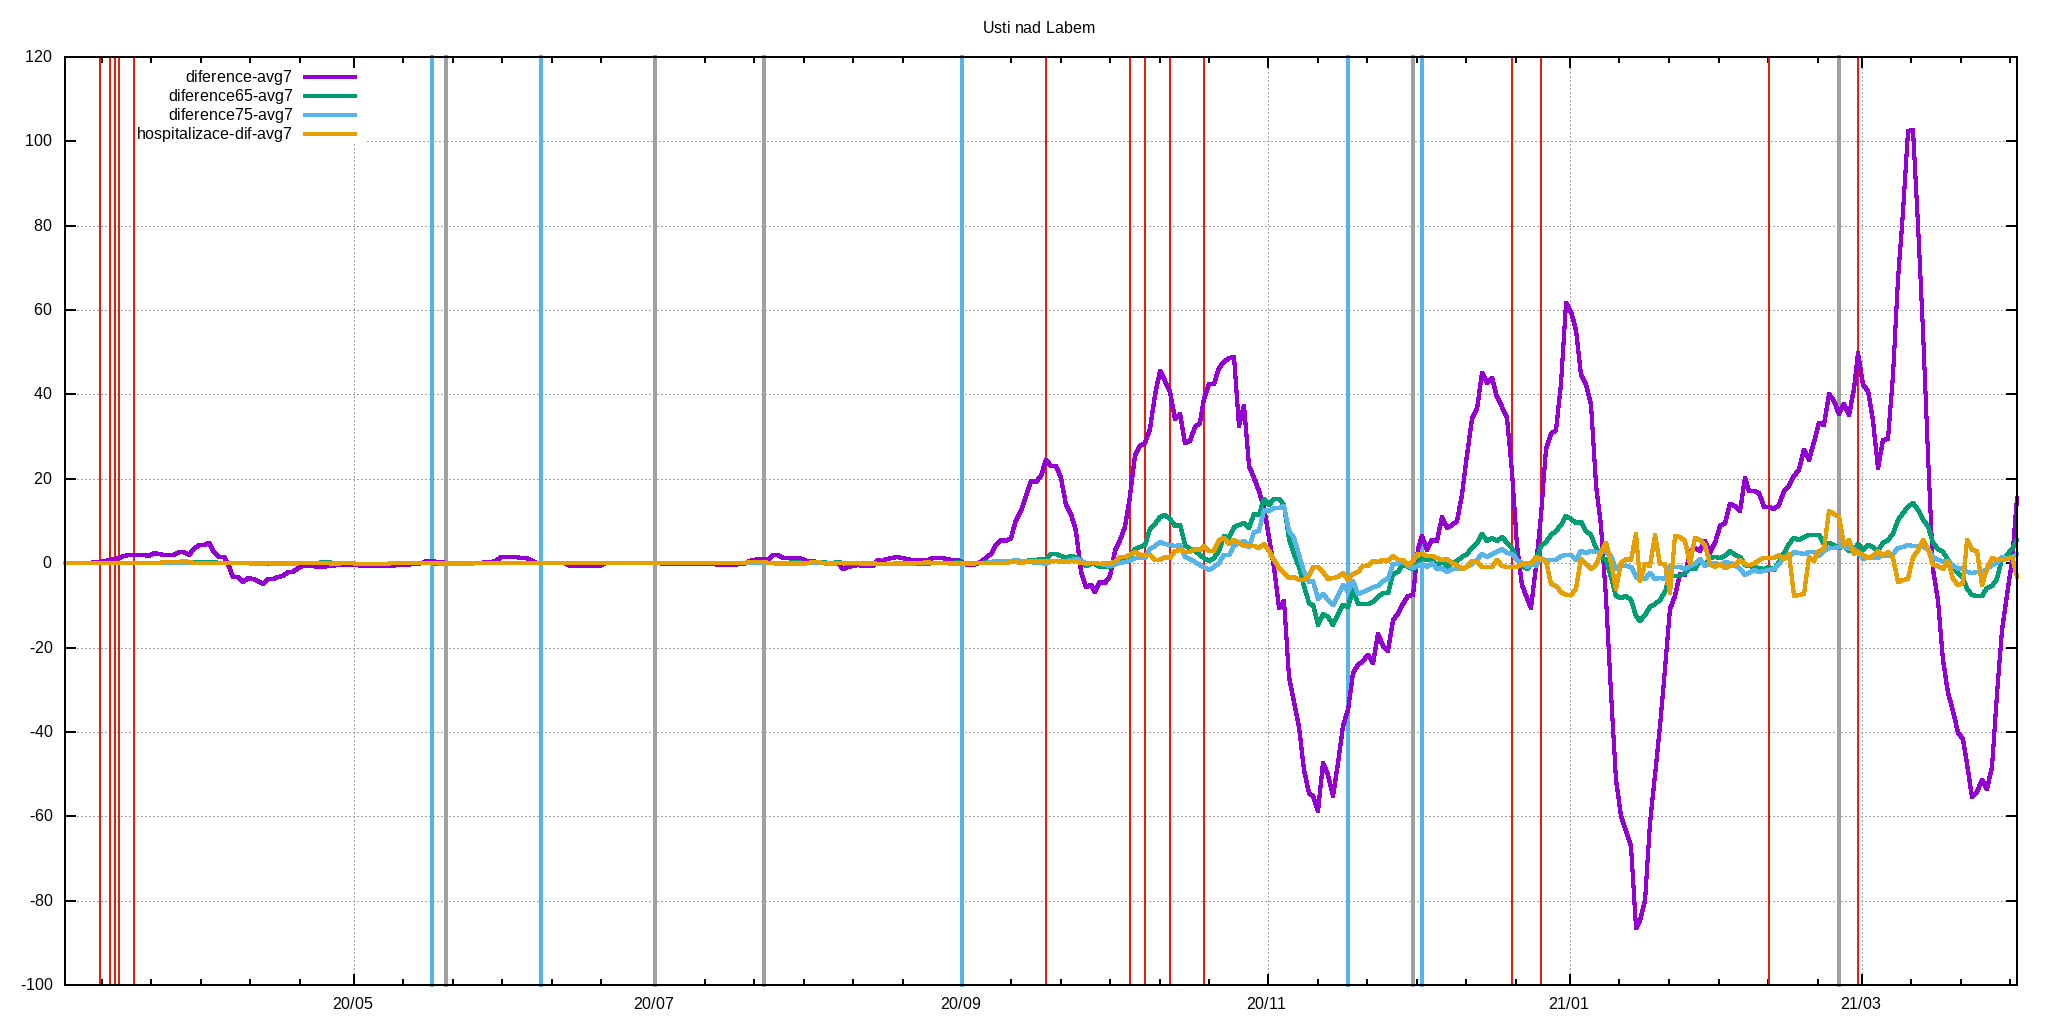 Usti nad Labem
120
100
80
60
40
20
0
-20
-40
-60
-80
-100
diference-avg7
diference65-avg7
diference75-avg7
hospitalizace-dif-avg7
20/05 20/07 20/09 20/11 21/01 21/03